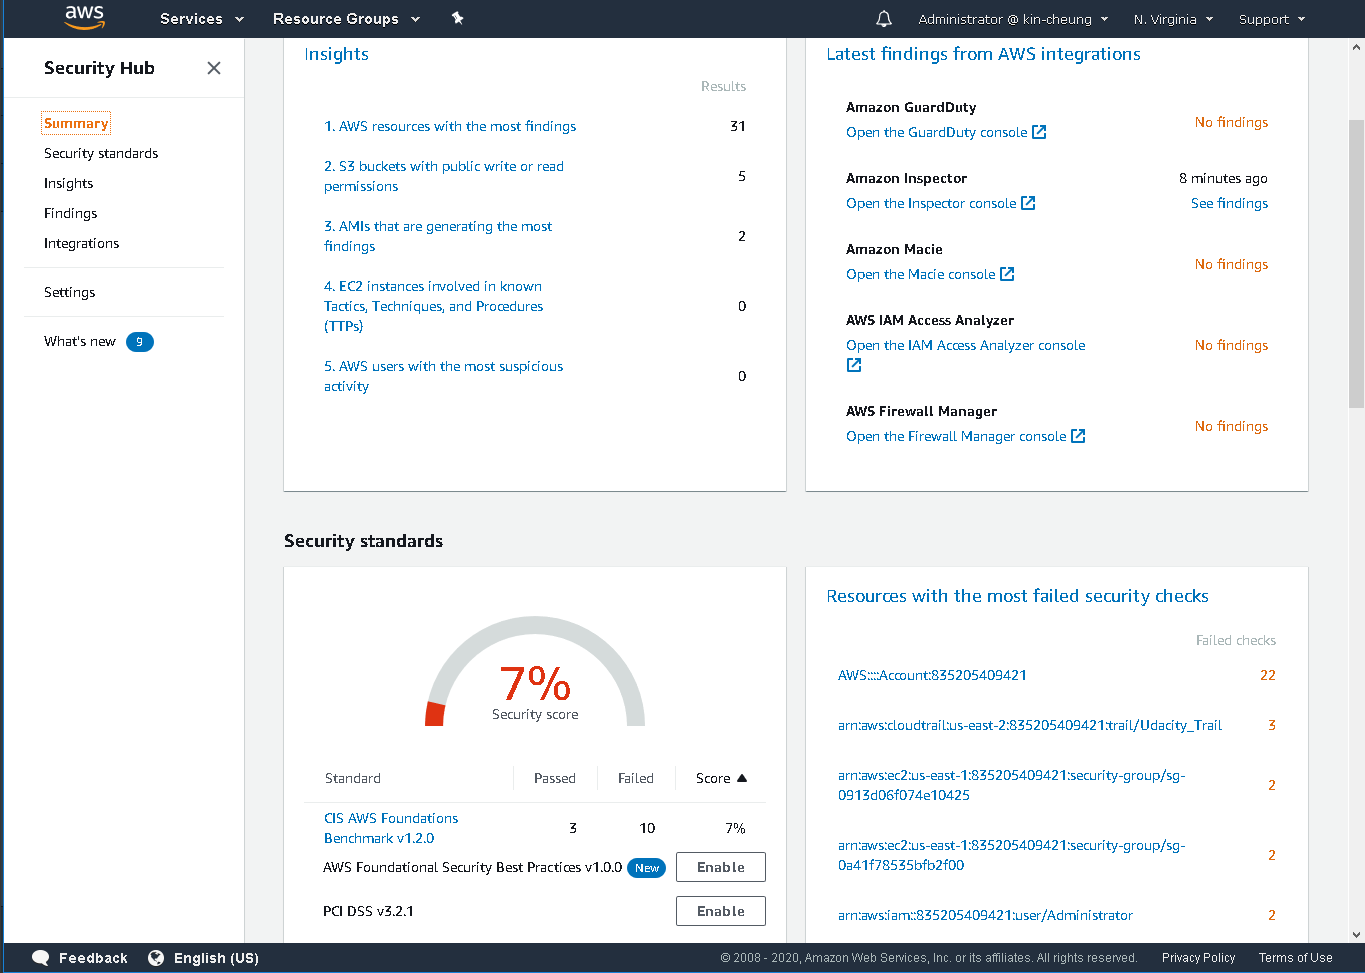 aws
Services
Resource Groups
Administrator @ kin-cheung
N. Virginia
Support
Security Hub
Summary
Security standards
Insights
Findings
Integrations
Settings
What's new 9
Insights
Results
1. AWS resources with the most findings 31
2. S3 buckets with public write or read
permissions
5
3. AMIs that are generating the most
findings
2
4. EC2 instances involved in known
Tactics, Techniques, and Procedures
(TTPs)
0
5. AWS users with the most suspicious
activity
0
Latest findings from AWS integrations
Amazon GuardDuty
Open the GuardDuty console
No findings
Amazon Inspector
8 minutes ago
Open the Inspector console
See findings
Amazon Macie
Open the Macie console
No findings
AWS IAM Access Analyzer
Open the IAM Access Analyzer console
No findings
AWS Firewall Manager
Open the Firewall Manager console
No findings
Security standards
7%
Security score
Standard Passed Failed Score
CIS AWS Foundations
Benchmark v1.2.0
3 10 7%
AWS Foundational Security Best Practices v1.0.0 New Enable
PCI DSS v3.2.1 Enable
Resources with the most failed security checks
Failed checks
AWS::::Account:835205409421 22
arn:aws:cloudtrail:us-east-2:835205409421:trail/Udacity_Trail 3
arn:aws:ec2:us-east-1:835205409421:security-group/sg-
0913d06f074e10425
2
arn:aws:ec2:us-east-1:835205409421:security-group/sg-
0a41f78535bfb2f00
2
arn:aws:iam::835205409421:user/Administrator 2
Feedback
English (US)
© 2008 - 2020, Amazon Web Services, Inc. or its affiliates. All rights reserved.
Privacy Policy
Terms of Use